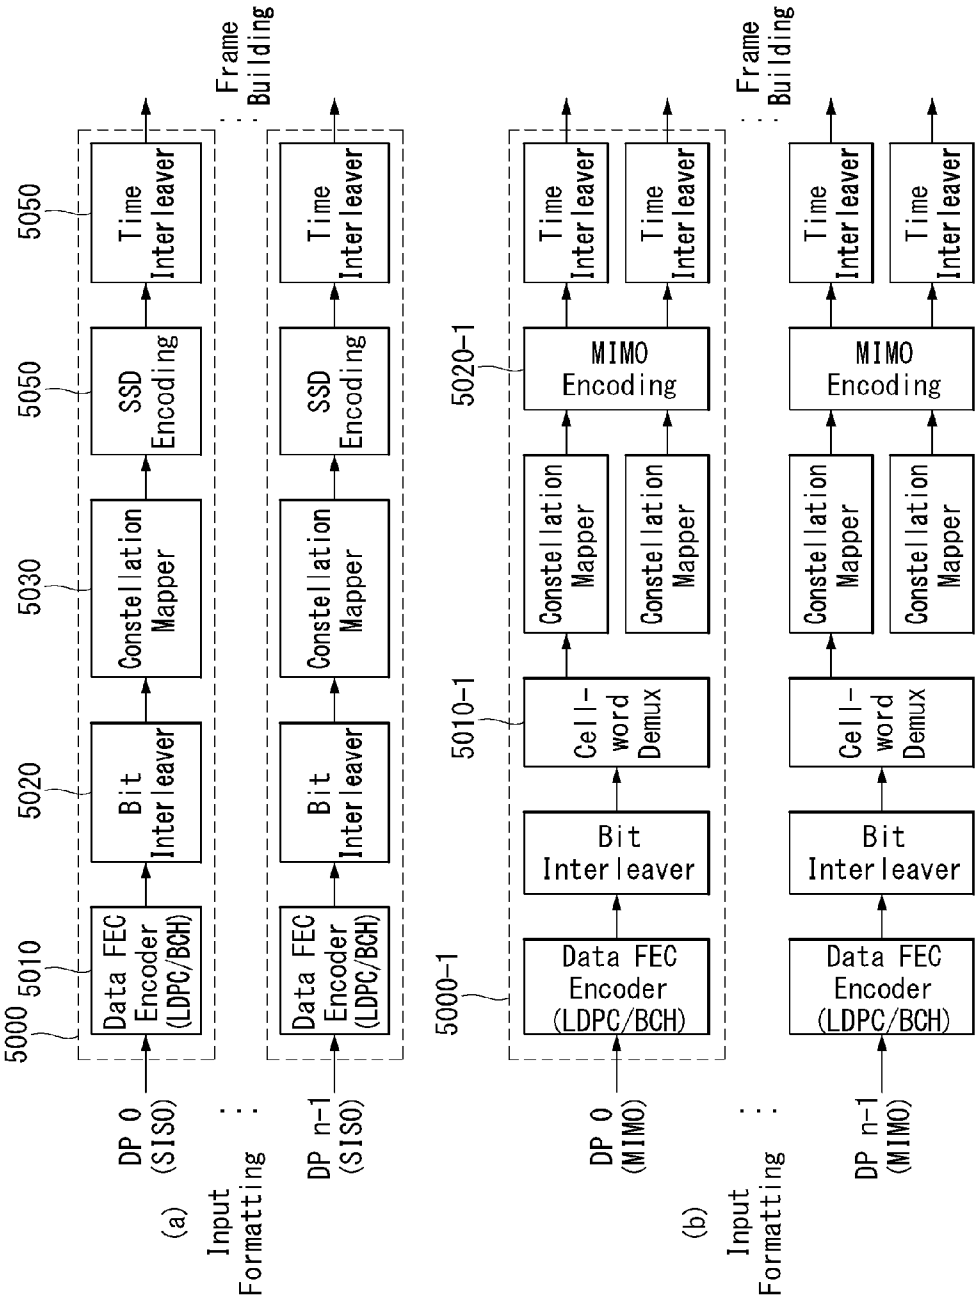 (a)
5000
5010
5020
5030
5050
5050
DP 0
(SISO)
Data FEC
Encoder
(LDPC/BCH)
Bit
Interleaver
Constellation
Mapper
SSD
Encoding
Time
Interleaver
Input
Formatting
...
...
Frame
Building
DP n-1
(SISO)
Data FEC
Encoder
(LDPC/BCH)
Bit
Interleaver
Constellation
Mapper
SSD
Encoding
Time
Interleaver
(b)
5000-1
5010-1
5020-1
DP 0
(MIMO)
Data FEC
Encoder
(LDPC/BCH)
Bit
Interleaver
Cell-
word
Demux
Constellation
Mapper
Constellation
Mapper
MIMO
Encoding
Time
Interleaver
Time
Interleaver
Input
Formatting
...
...
Frame
Building
DP n-1
(MIMO)
Data FEC
Encoder
(LDPC/BCH)
Bit
Interleaver
Cell-
word
Demux
Constellation
Mapper
Constellation
Mapper
MIMO
Encoding
Time
Interleaver
Time
Interleaver